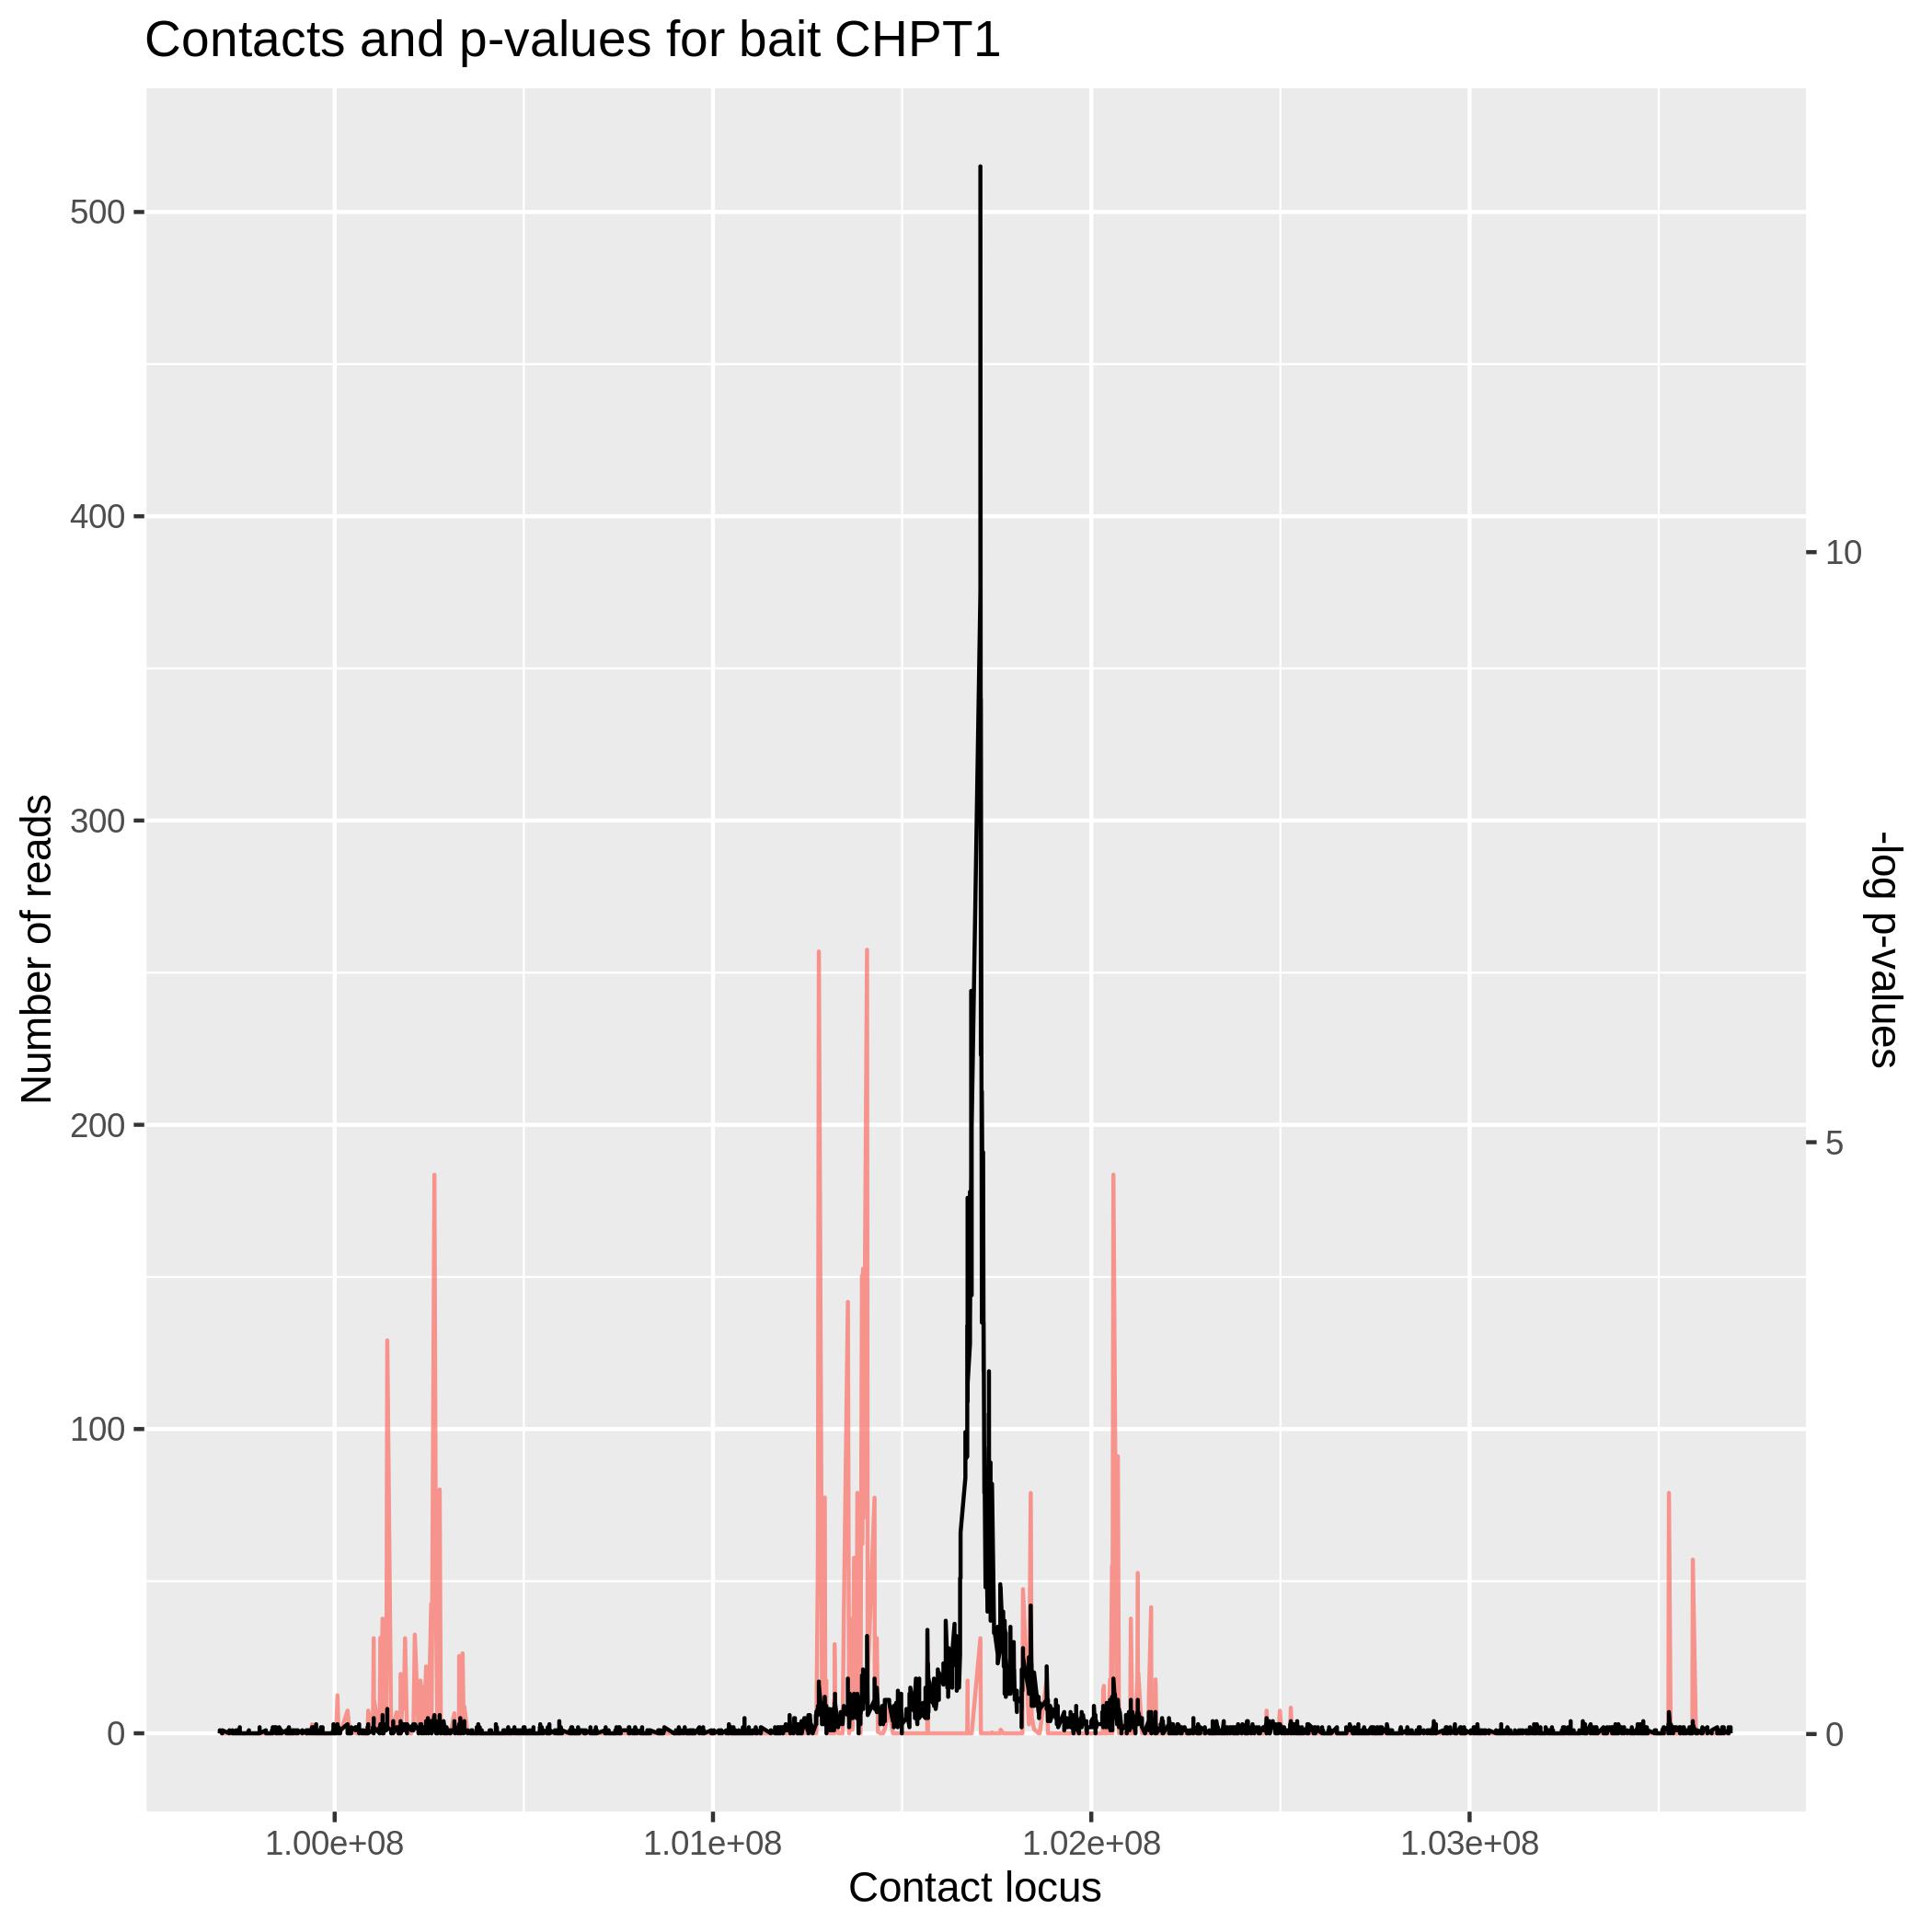 Contacts and p-values for bait CHPT1
500
400
300
200
100
0
Number of reads
10
5
0
-log p-values
1.00e+08
1.01e+08
1.02e+08
1.03e+08
Contact locus